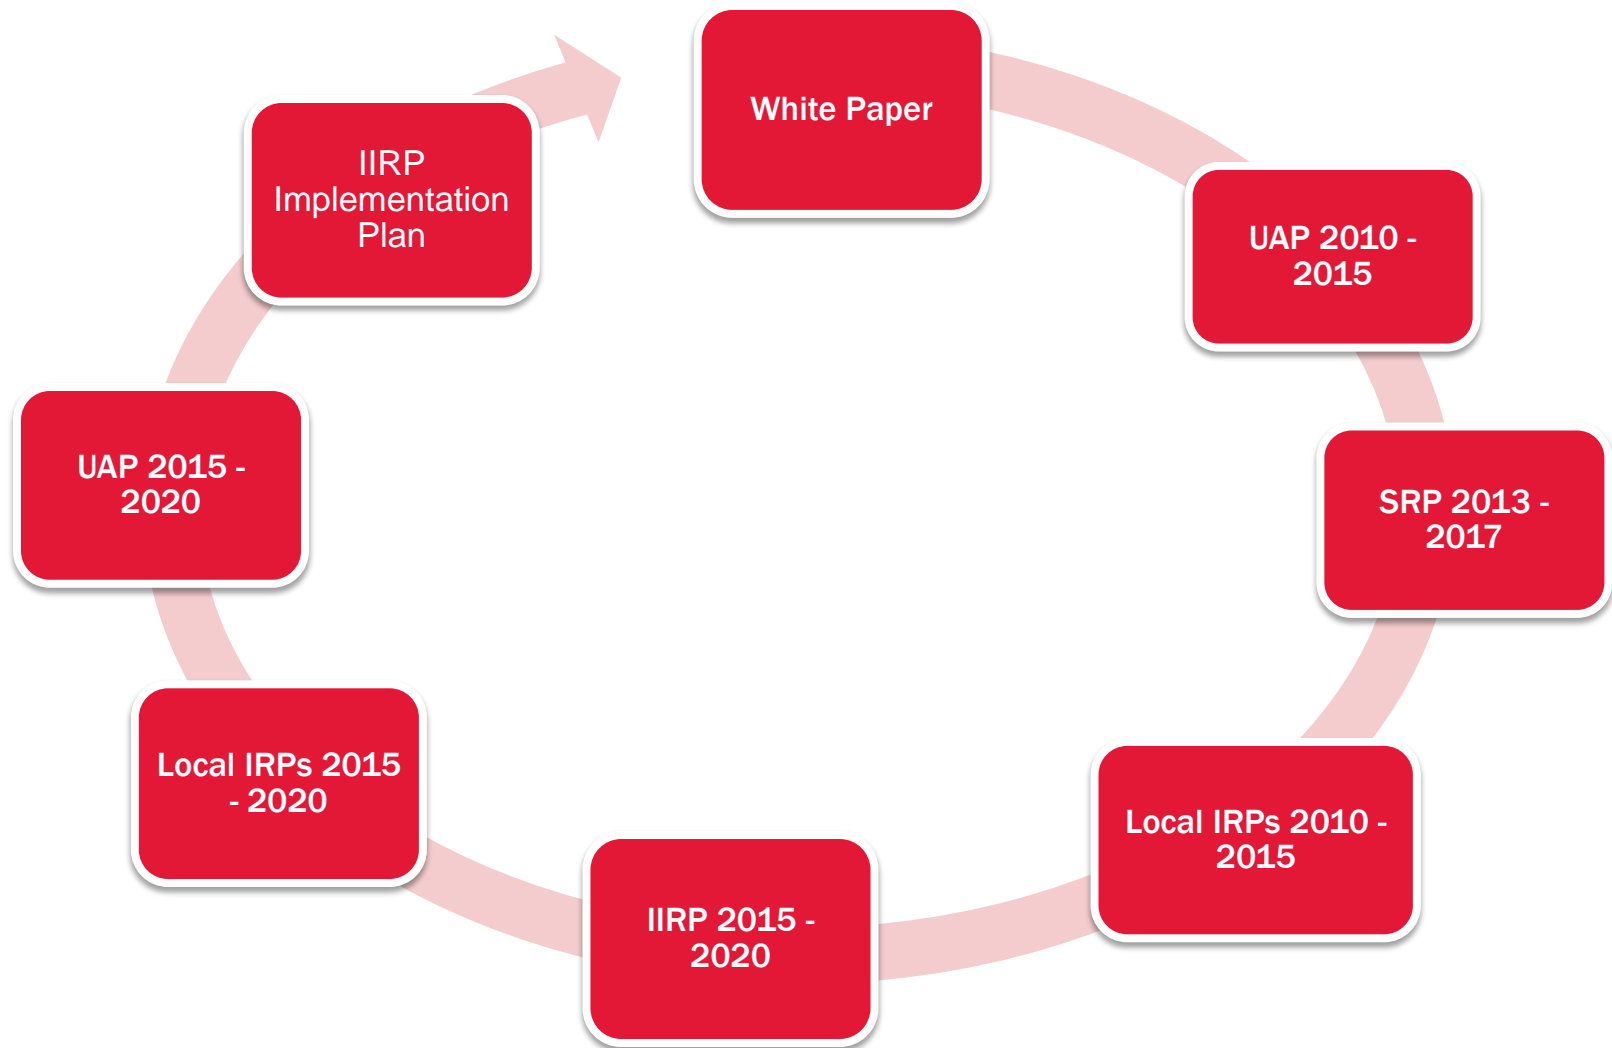 White Paper
UAP 2010 -
2015
SRP 2013 -
2017
Local IRPs 2010 -
2015
IIRP 2015 -
2020
Local IRPs 2015
- 2020
UAP 2015 -
2020
IIRP
Implementation
Plan